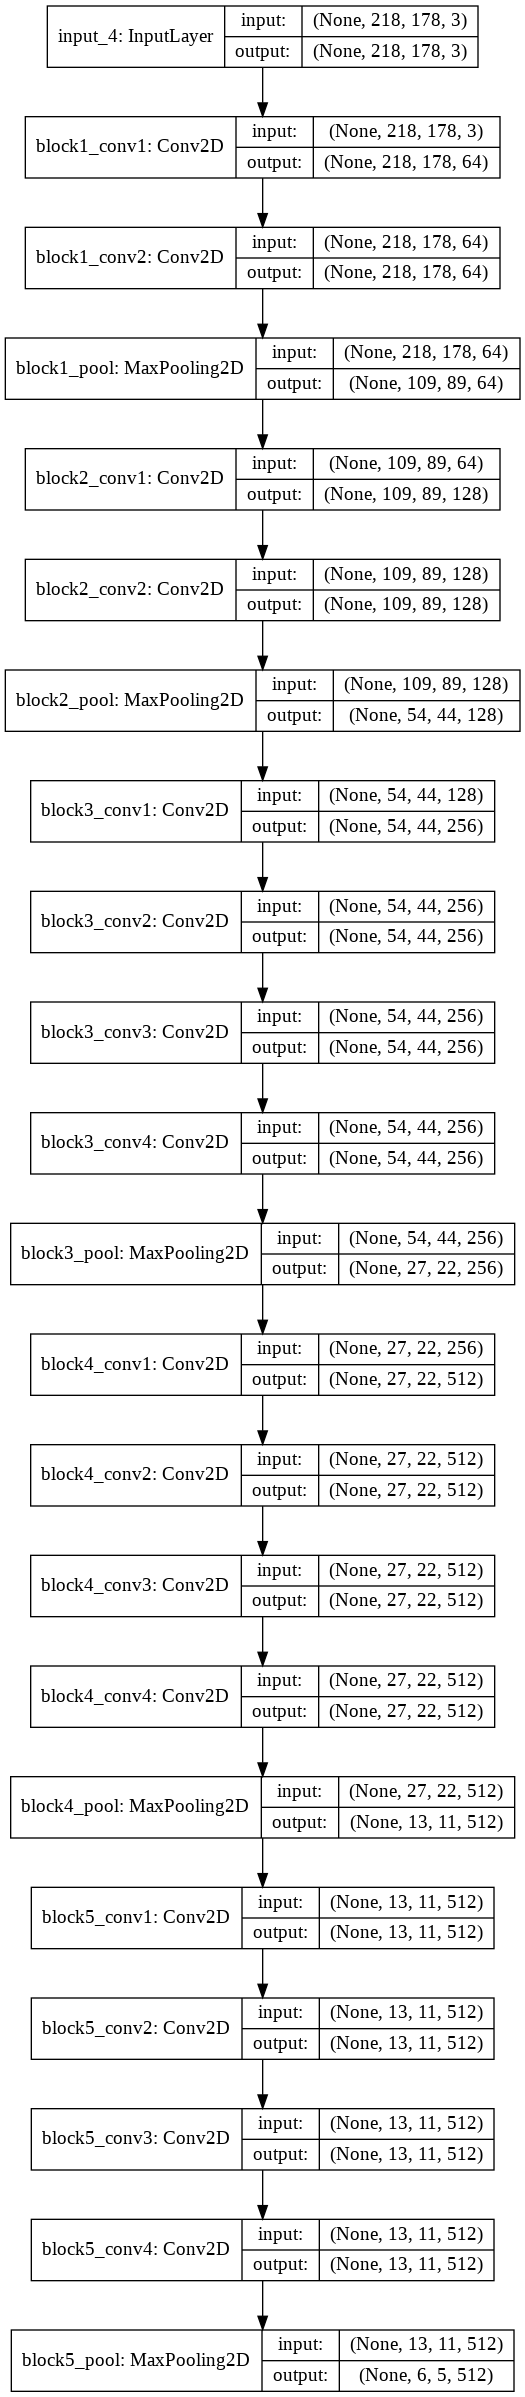 input_4: InputLayer
input: (None, 218, 178, 3)
output: (None, 218, 178, 3)
block1_conv1: Conv2D
input: (None, 218, 178, 3)
output: (None, 218, 178, 64)
block1_conv2: Conv2D
input: (None, 218, 178, 64)
output: (None, 218, 178, 64)
block1_pool: MaxPooling2D
input: (None, 218, 178, 64)
output: (None, 109, 89, 64)
block2_conv1: Conv2D
input: (None, 109, 89, 64)
output: (None, 109, 89, 128)
block2_conv2: Conv2D
input: (None, 109, 89, 128)
output: (None, 109, 89, 128)
block2_pool: MaxPooling2D
input: (None, 109, 89, 128)
output: (None, 54, 44, 128)
block3_conv1: Conv2D
input: (None, 54, 44, 128)
output: (None, 54, 44, 256)
block3_conv2: Conv2D
input: (None, 54, 44, 256)
output: (None, 54, 44, 256)
block3_conv3: Conv2D
input: (None, 54, 44, 256)
output: (None, 54, 44, 256)
block3_conv4: Conv2D
input: (None, 54, 44, 256)
output: (None, 54, 44, 256)
block3_pool: MaxPooling2D
input: (None, 54, 44, 256)
output: (None, 27, 22, 256)
block4_conv1: Conv2D
input: (None, 27, 22, 256)
output: (None, 27, 22, 512)
block4_conv2: Conv2D
input: (None, 27, 22, 512)
output: (None, 27, 22, 512)
block4_conv3: Conv2D
input: (None, 27, 22, 512)
output: (None, 27, 22, 512)
block4_conv4: Conv2D
input: (None, 27, 22, 512)
output: (None, 27, 22, 512)
block4_pool: MaxPooling2D
input: (None, 27, 22, 512)
output: (None, 13, 11, 512)
block5_conv1: Conv2D
input: (None, 13, 11, 512)
output: (None, 13, 11, 512)
block5_conv2: Conv2D
input: (None, 13, 11, 512)
output: (None, 13, 11, 512)
block5_conv3: Conv2D
input: (None, 13, 11, 512)
output: (None, 13, 11, 512)
block5_conv4: Conv2D
input: (None, 13, 11, 512)
output: (None, 13, 11, 512)
block5_pool: MaxPooling2D
input: (None, 13, 11, 512)
output: (None, 6, 5, 512)